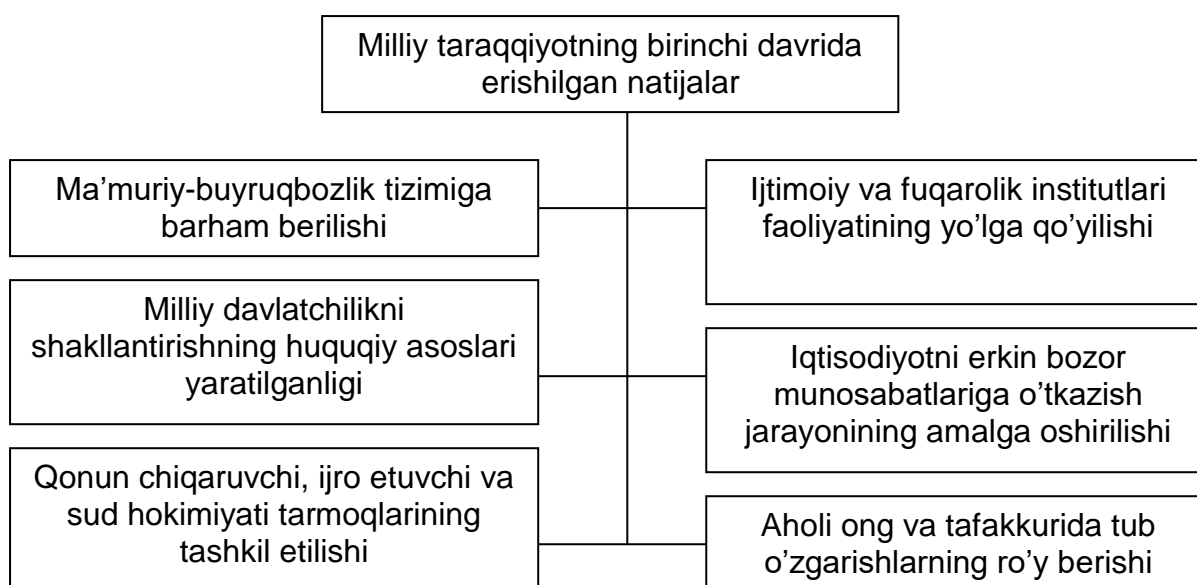 Milliy taraqqiyotning birinchi davrida
erishilgan natijalar
Ma’muriy-buyruqbozlik tizimiga
barham berilishi
Milliy davlatchilikni
shakllantirishning huquqiy asoslari
yaratilganligi
Qonun chiqaruvchi, ijro etuvchi va
sud hokimiyati tarmoqlarining
tashkil etilishi
Ijtimoiy va fuqarolik institutlari
faoliyatining yo’lga qo’yilishi
Iqtisodiyotni erkin bozor
munosabatlariga o’tkazish
jarayonining amalga oshirilishi
Aholi ong va tafakkurida tub
o’zgarishlarning ro’y berishi